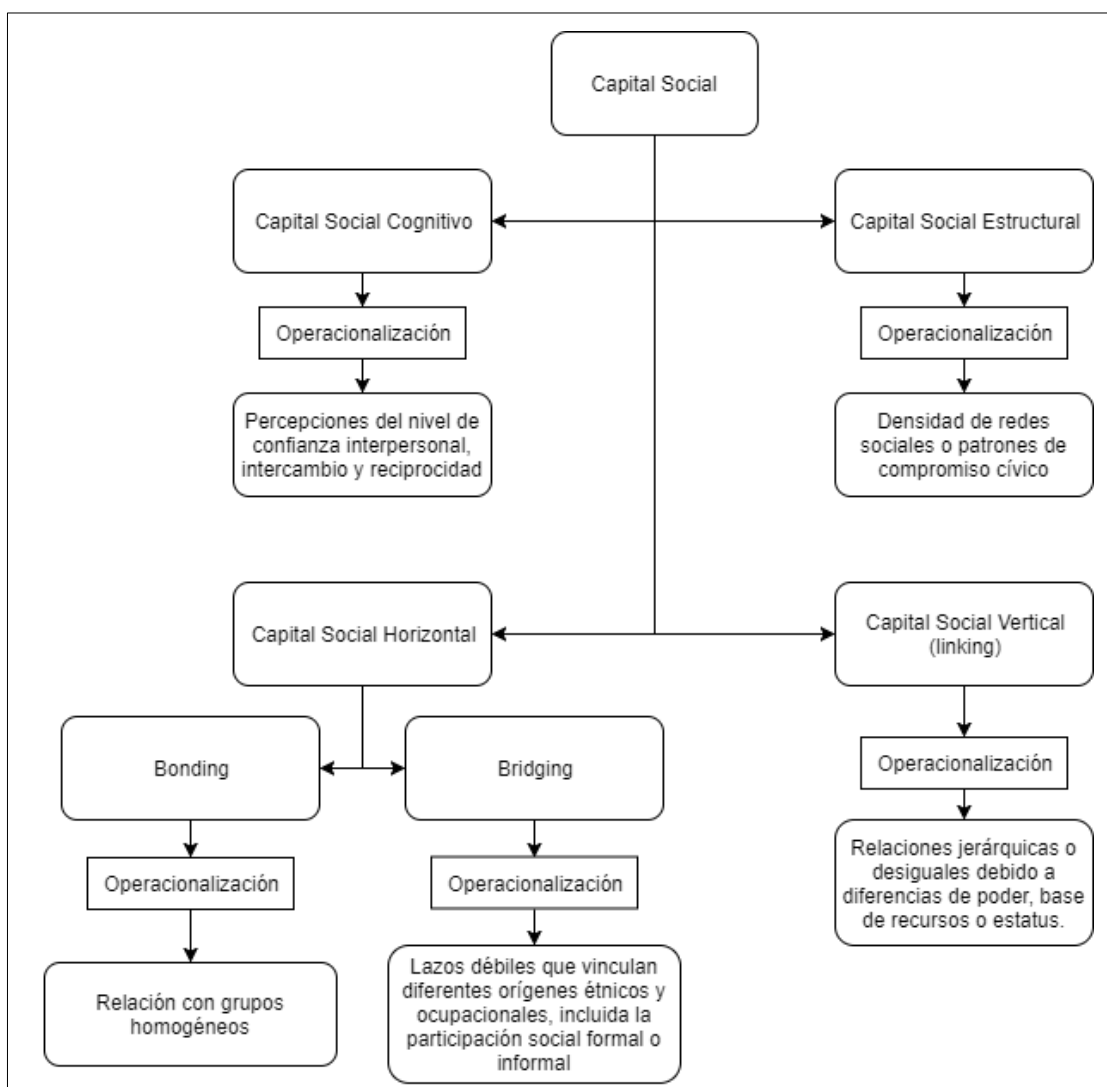 Capital Social
Capital Social Cognitivo
Capital Social Estructural
Operacionalización
Operacionalización
Percepciones del nivel de
confianza interpersonal,
intercambio y reciprocidad
Densidad de redes
sociales o patrones de
compromiso cívico
Capital Social Horizontal
Capital Social Vertical
(linking)
Bonding
Bridging
Operacionalización
Operacionalización
Operacionalización
Relaciones jerárquicas o
desiguales debido a
diferencias de poder, base
de recursos o estatus.
Relación con grupos
homogéneos
Lazos débiles que vinculan
diferentes orígenes étnicos y
ocupacionales, incluida la
participación social formal o
informal